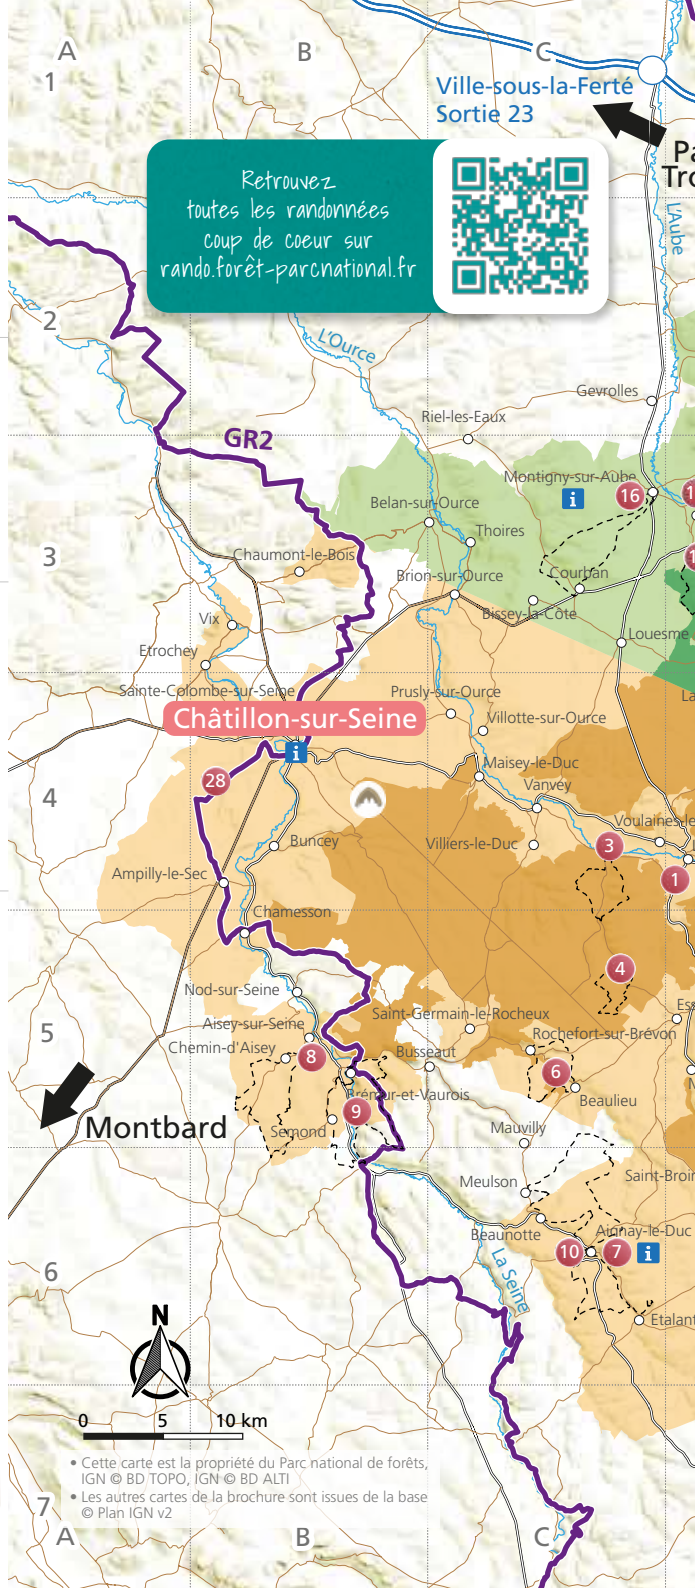 A
B
C
1
Ville-sous-la-Ferté
Sortie 23
Retrouvez
toutes les randonnées
coup de coeur sur
rando.forêt-parcnational.fr
L'Aube
2
L'Ource
Gevrolles
Riel-les-Eaux
GR2
Montigny-sur-Aube
i
16
Belan-sur-Ource
Thoires
3
Chaumont-le-Bois
Brion-sur-Ource
Courban
Bissey-la-Côte
Vix
Louesme
Etrochey
Sainte-Colombe-sur-Seine
Prusly-sur-Ource
Châtillon-sur-Seine
Villotte-sur-Ource
i
Maisey-le-Duc
28
Vanvey
4
Buncey
Villiers-le-Duc
3
Ampilly-le-Sec
1
Chamesson
4
Nod-sur-Seine
Saint-Germain-le-Rocheux
5
Aisey-sur-Seine
Rochefort-sur-Brévon
Chemin-d'Aisey
8
Busseaut
6
Beaulieu
Brémur-et-Vaurois
9
Montbard
Semond
Mauvilly
Meulson
Beaunotte
Aignay-le-Duc
10
7
i
La Seine
6
Etalant
N
0 5 10 km
• Cette carte est la propriété du Parc national de forêts,
IGN © BD TOPO, IGN © BD ALTI
• Les autres cartes de la brochure sont issues de la base
© Plan IGN v2
7
A
B
C